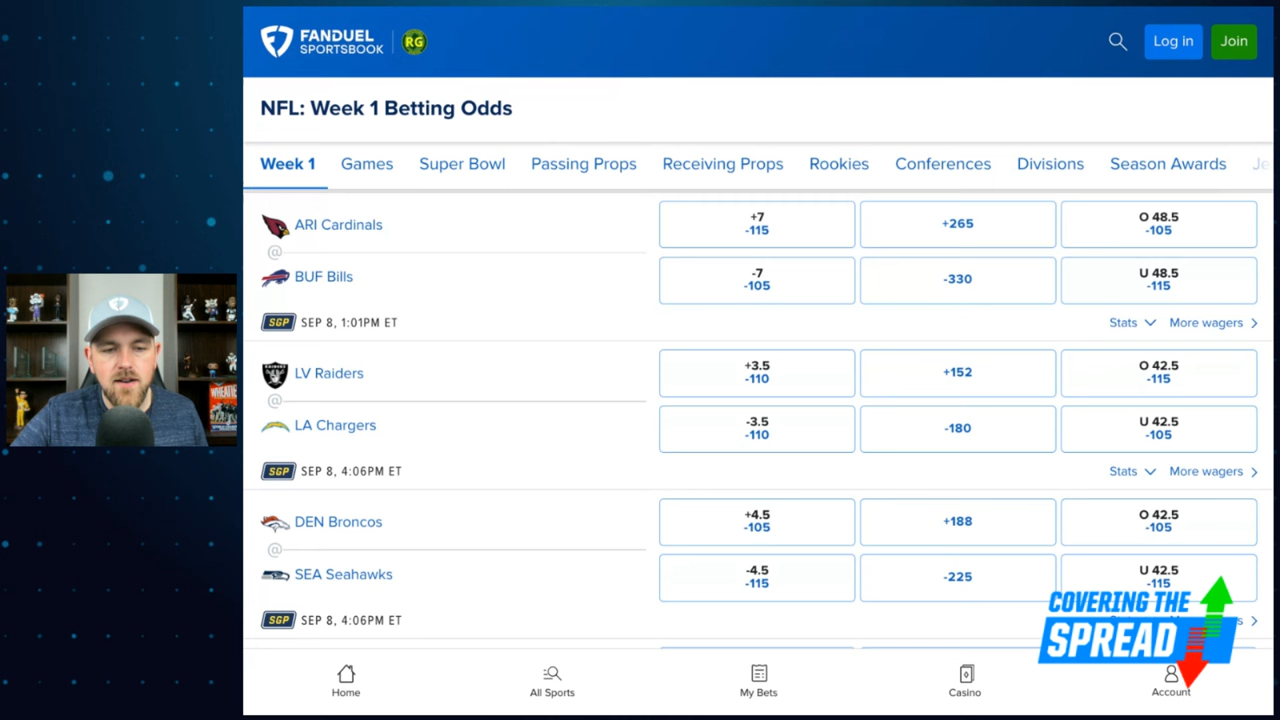 FANDUEL
SPORTSBOOK
RG
Log in
Join
NFL: Week 1 Betting Odds
Week 1 Games Super Bowl Passing Props Receiving Props Rookies Conferences Divisions Season Awards Je
ARI Cardinals
+7
-115
+265
O 48.5
-105
@
BUF Bills
-7
-105
-330
U 48.5
-115
SGP SEP 8, 1:01PM ET
Stats
More wagers
LV Raiders
+3.5
-110
+152
O 42.5
-115
@
LA Chargers
-3.5
-110
-180
U 42.5
-105
SGP SEP 8, 4:06PM ET
Stats
More wagers
DEN Broncos
+4.5
-105
+188
O 42.5
-105
@
SEA Seahawks
-4.5
-115
-225
U 42.5
-115
SGP SEP 8, 4:06PM ET
COVERING THE
SPREAD
Home
All Sports
My Bets
Casino
Account
WHEATIES